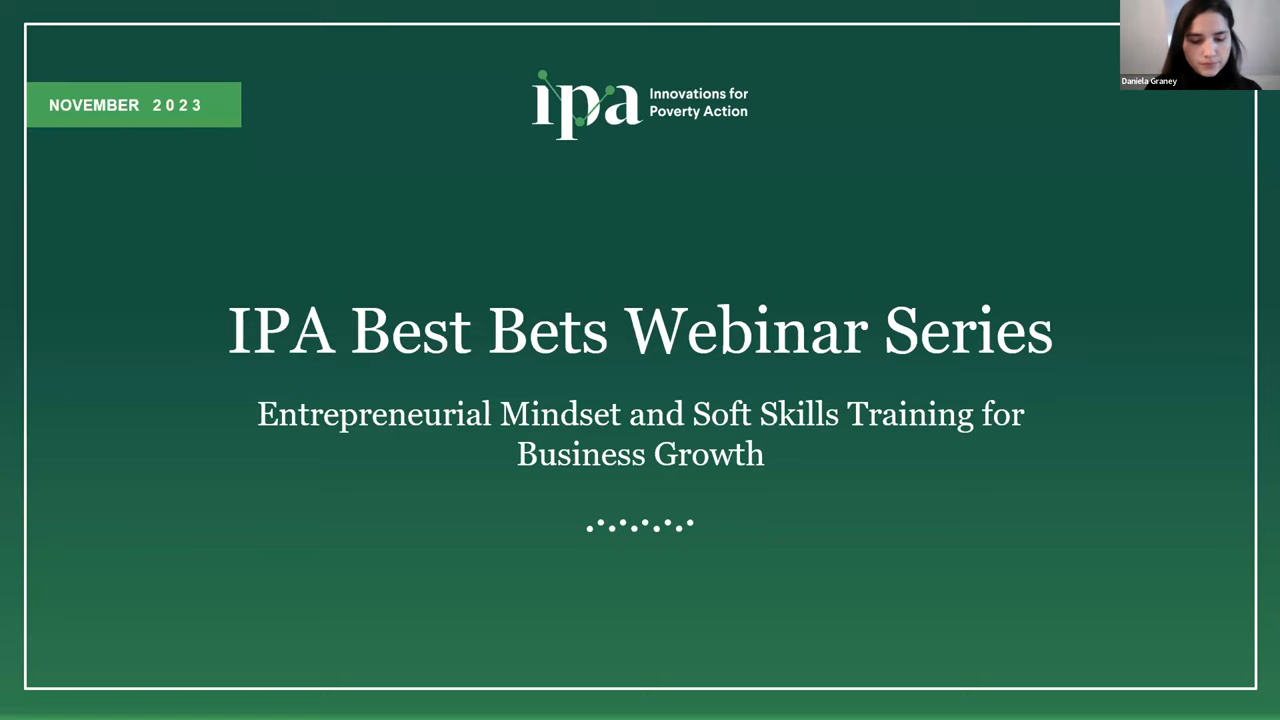 NOVEMBER 2023
ipa
Innovations for
Poverty Action
Daniela Graney
IPA Best Bets Webinar Series
Entrepreneurial Mindset and Soft Skills Training for
Business Growth